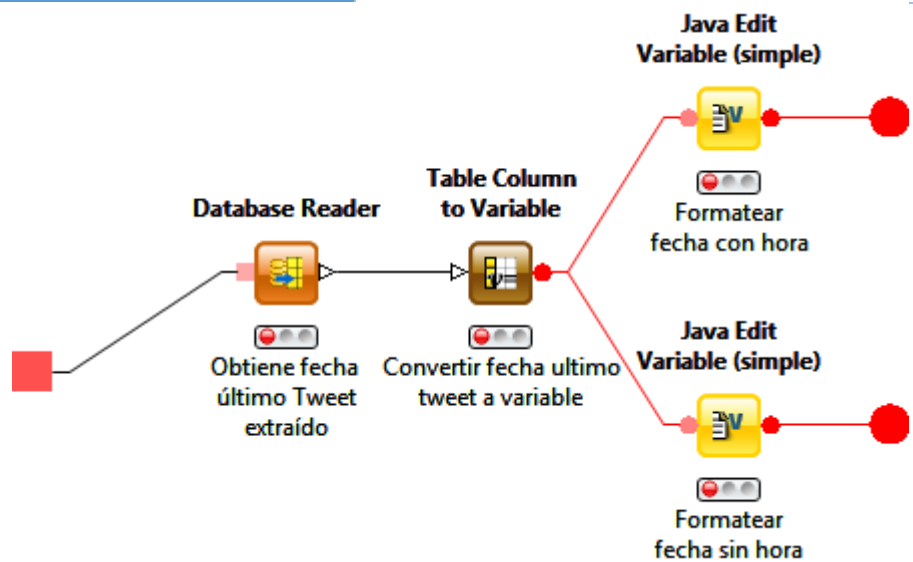 Java Edit
Variable (simple)
Formatear
fecha con hora
Database Reader
Obtiene fecha
último Tweet
extraído
Table Column
to Variable
Convertir fecha ultimo
tweet a variable
Java Edit
Variable (simple)
Formatear
fecha sin hora